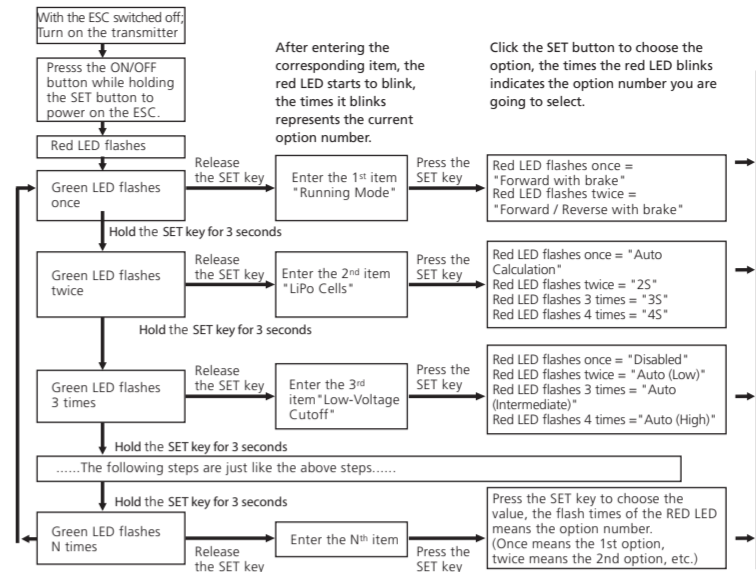 With the ESC switched off;
Turn on the transmitter
Presss the ON/OFF
button while holding
the SET button to
power on the ESC.
Red LED flashes
After entering the
corresponding item, the
red LED starts to blink,
the times it blinks
represents the current
option number.
Click the SET button to choose the
option, the times the red LED blinks
indicates the option number you are
going to select.
Green LED flashes
once
Release
the SET key
Enter the 1st item
"Running Mode"
Press the
SET key
Red LED flashes once =
"Forward with brake"
Red LED flashes twice =
"Forward / Reverse with brake"
Hold the SET key for 3 seconds
Green LED flashes
twice
Release
the SET key
Enter the 2nd item
"LiPo Cells"
Press the
SET key
Red LED flashes once = "Auto
Calculation"
Red LED flashes twice = "2S"
Red LED flashes 3 times = "3S"
Red LED flashes 4 times = "4S"
Hold the SET key for 3 seconds
Green LED flashes
3 times
Release
the SET key
Enter the 3rd
item"Low-Voltage
Cutoff"
Press the
SET key
Red LED flashes once = "Disabled"
Red LED flashes twice = "Auto (Low)"
Red LED flashes 3 times = "Auto
(Intermediate)"
Red LED flashes 4 times ="Auto (High)"
Hold the SET key for 3 seconds
......The following steps are just like the above steps......
Hold the SET key for 3 seconds
Green LED flashes
N times
Release
the SET key
Enter the Nth item
Press the
SET key
Press the SET key to choose the
value, the flash times of the RED LED
means the option number.
(Once means the 1st option,
twice means the 2nd option, etc.)